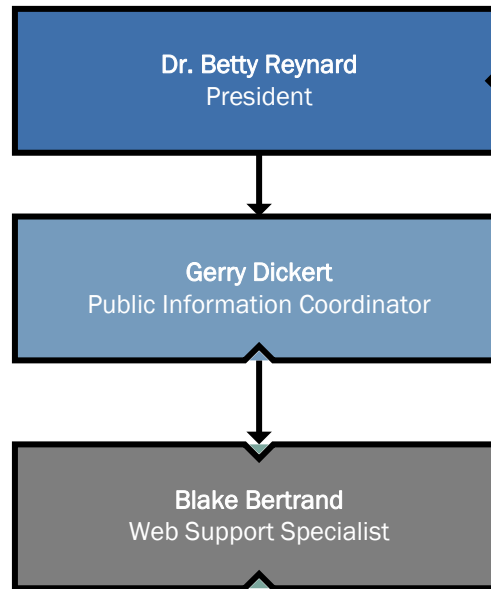 Dr. Betty Reynard
President
Gerry Dickert
Public Information Coordinator
Blake Bertrand
Web Support Specialist